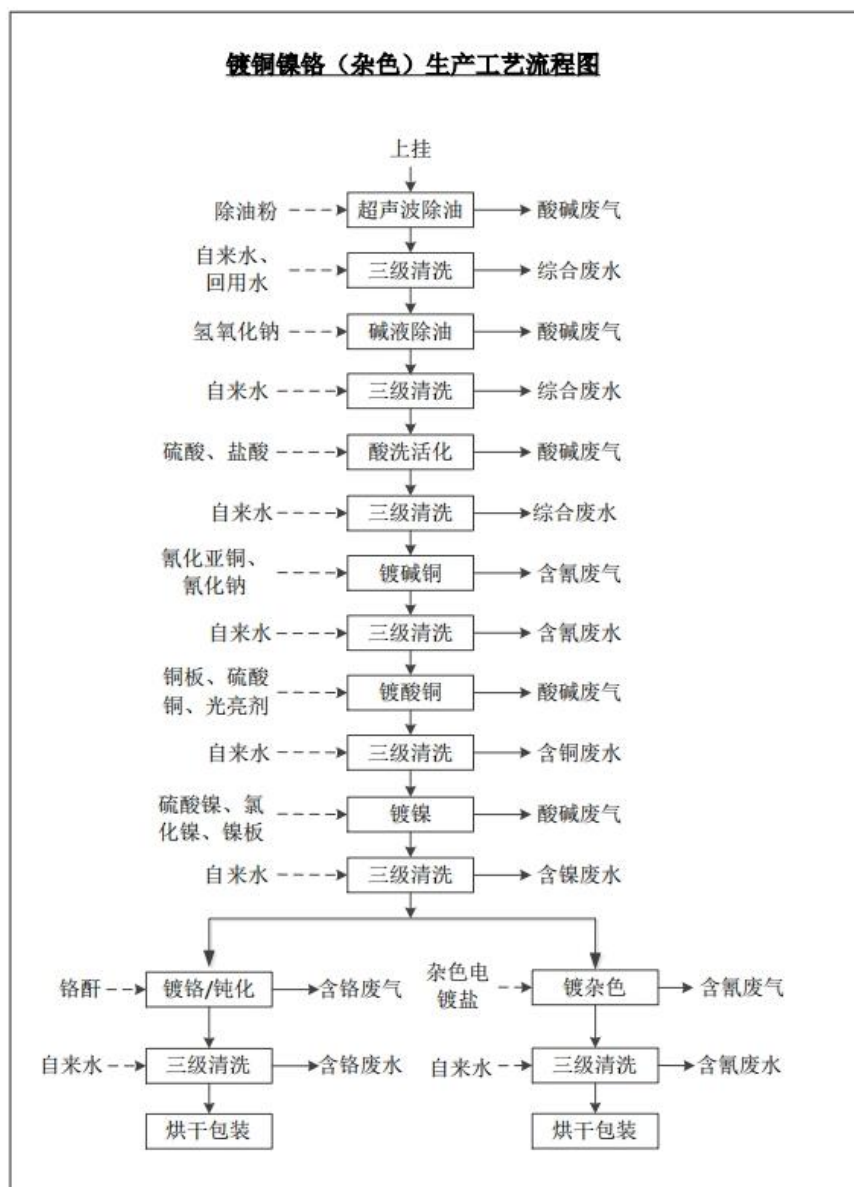 镀铜镍铬（杂色）生产工艺流程图
上挂
除油粉
超声波除油
酸碱废气
自来水、
回用水
三级清洗
综合废水
氢氧化钠
碱液除油
酸碱废气
自来水
三级清洗
综合废水
硫酸、盐酸
酸洗活化
酸碱废气
自来水
三级清洗
综合废水
氰化亚铜、
氰化钠
镀碱铜
含氰废气
自来水
三级清洗
含氰废水
铜板、硫酸
铜、光亮剂
镀酸铜
酸碱废气
自来水
三级清洗
含铜废水
硫酸镍、氯
化镍、镍板
镀镍
酸碱废气
自来水
三级清洗
含镍废水
铬酐
镀铬/钝化
含铬废气
杂色电
镀盐
镀杂色
含氰废气
自来水
三级清洗
含铬废水
自来水
三级清洗
含氰废水
烘干包装
烘干包装